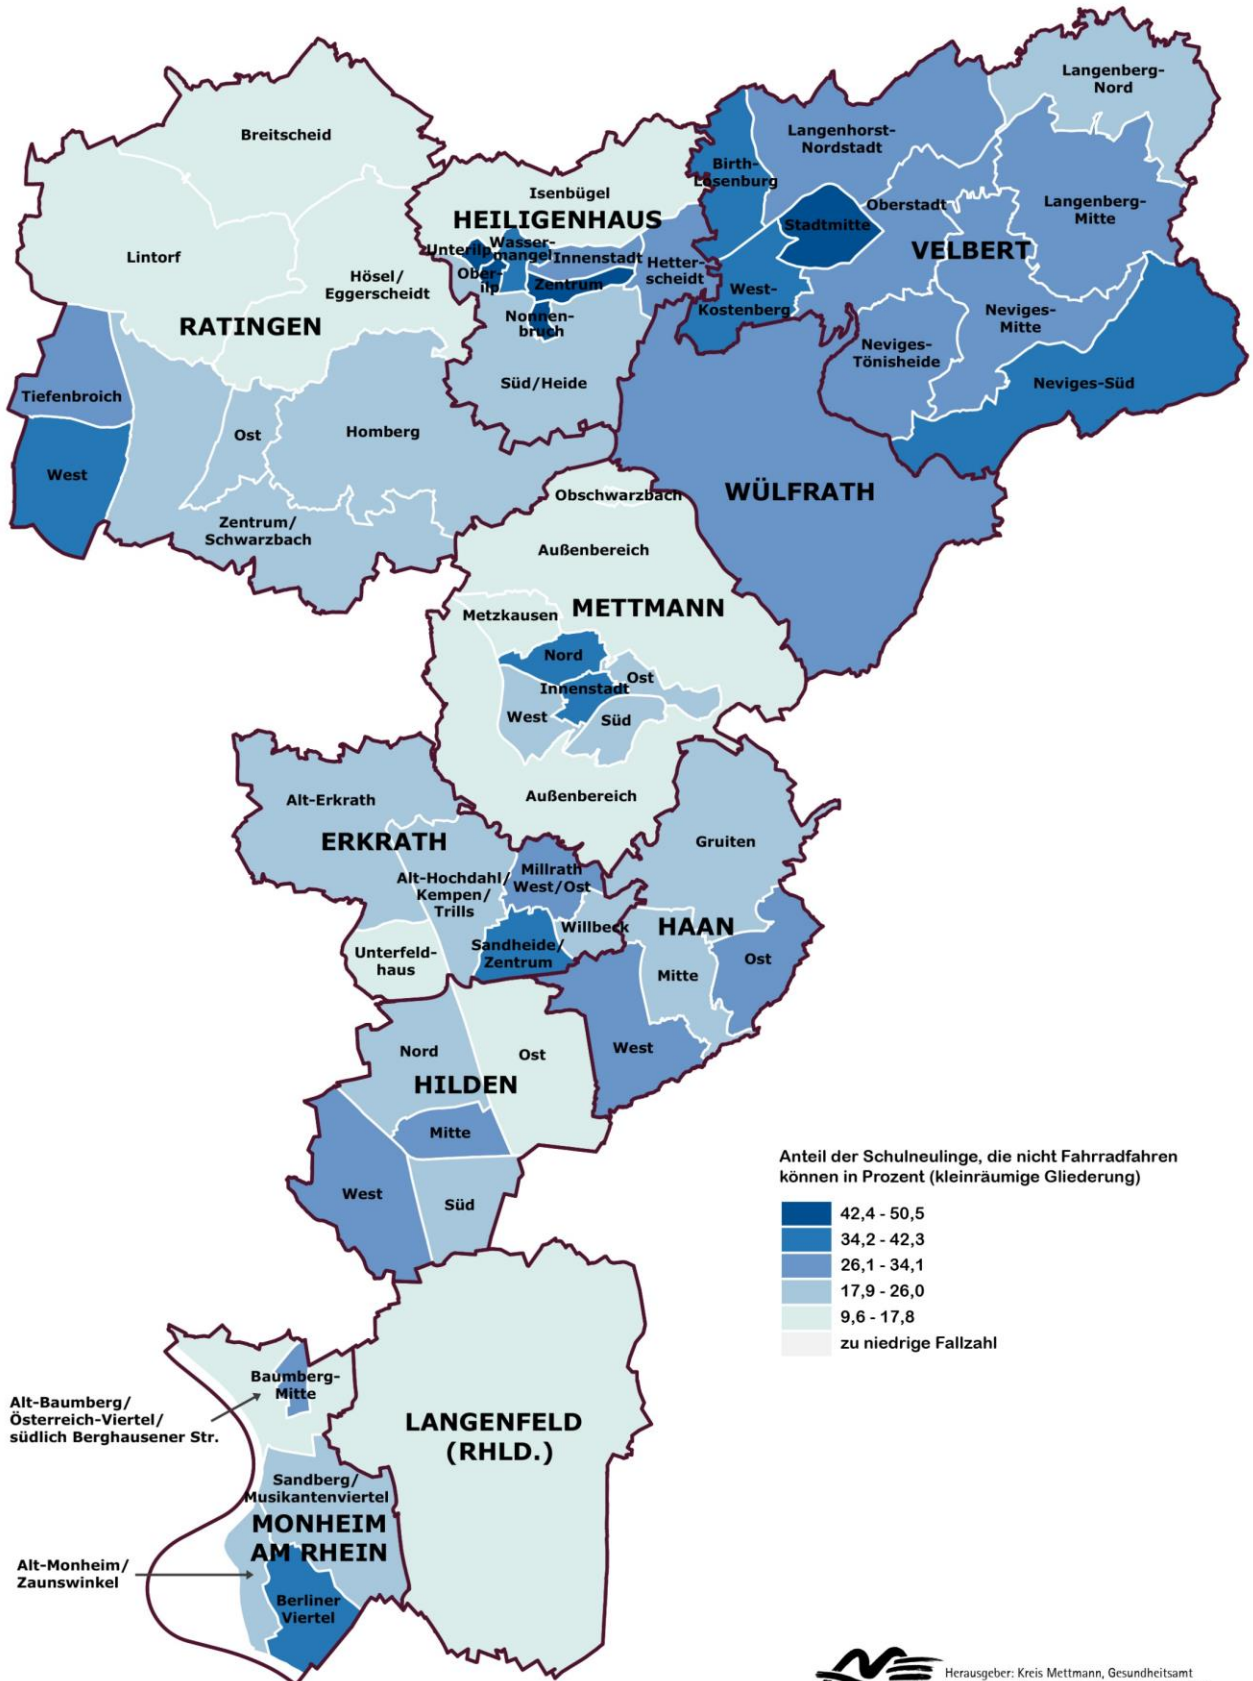 Langenberg-
Nord
Breitscheid
Langenhorst-
Nordstadt
Birth-
Losenburg
Isenbügel
HEILIGENHAUS
Langenberg-
Mitte
Oberstadt
Stadtmitte
VELBERT
Unterilp
Wasser-
mangel
Innenstadt
Hetter-
scheidt
Ober-
ilp
Zentrum
Lintorf
Hösel/
Eggerscheidt
West-
Kostenberg
Nonnen-
bruch
RATINGEN
Neviges-
Mitte
Neviges-
Tönisheide
Süd/Heide
Neviges-Süd
Tiefenbroich
Ost
Homberg
West
WÜLFRATH
Obschwarzbach
Zentrum/
Schwarzbach
Außenbereich
METTMANN
Metzkausen
Nord
Ost
Innenstadt
West
Süd
Außenbereich
Alt-Erkrath
ERKRATH
Gruiten
Alt-Hochdahl/
Kempen/
Trills
Millrath
West/Ost
Willbeck
HAAN
Unterfeld-
haus
Sandheide/
Zentrum
Mitte
Ost
Nord
Ost
West
HILDEN
Mitte
West
Süd
Anteil der Schulneulinge, die nicht Fahrradfahren
können in Prozent (kleinräumige Gliederung)
42,4 - 50,5
34,2 - 42,3
26,1 - 34,1
17,9 - 26,0
9,6 - 17,8
zu niedrige Fallzahl
Baumberg-
Mitte
Alt-Baumberg/
Österreich-Viertel/
südlich Berghausener Str.
LANGENFELD
(RHLD.)
Sandberg/
Musikantenviertel
MONHEIM
AM RHEIN
Alt-Monheim/
Zaunswinkel
Berliner
Viertel
Herausgeber: Kreis Mettmann, Gesundheitsamt